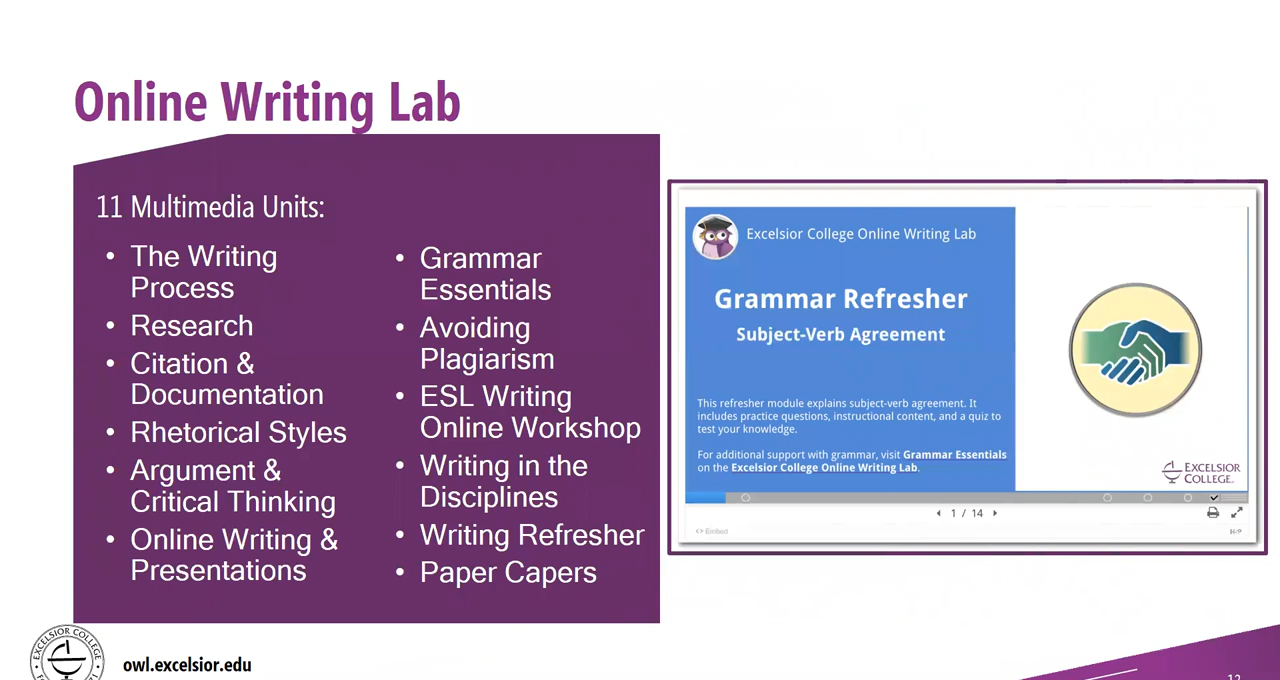 Online Writing Lab
11 Multimedia Units:
• The Writing
Process
• Research
• Citation &
Documentation
• Rhetorical Styles
• Argument &
Critical Thinking
• Online Writing &
Presentations
• Grammar
Essentials
• Avoiding
Plagiarism
• ESL Writing
Online Workshop
• Writing in the
Disciplines
• Writing Refresher
• Paper Capers
Excelsior College Online Writing Lab
Grammar Refresher
Subject-Verb Agreement
This refresher module explains subject-verb agreement. It
includes practice questions, instructional content, and a quiz to
test your knowledge.
For additional support with grammar, visit Grammar Essentials
on the Excelsior College Online Writing Lab.
EXCELSIOR
COLLEGE
1 / 14
<> Embed
H-P
EXCELSIOR COLLEGE
owl.excelsior.edu
12